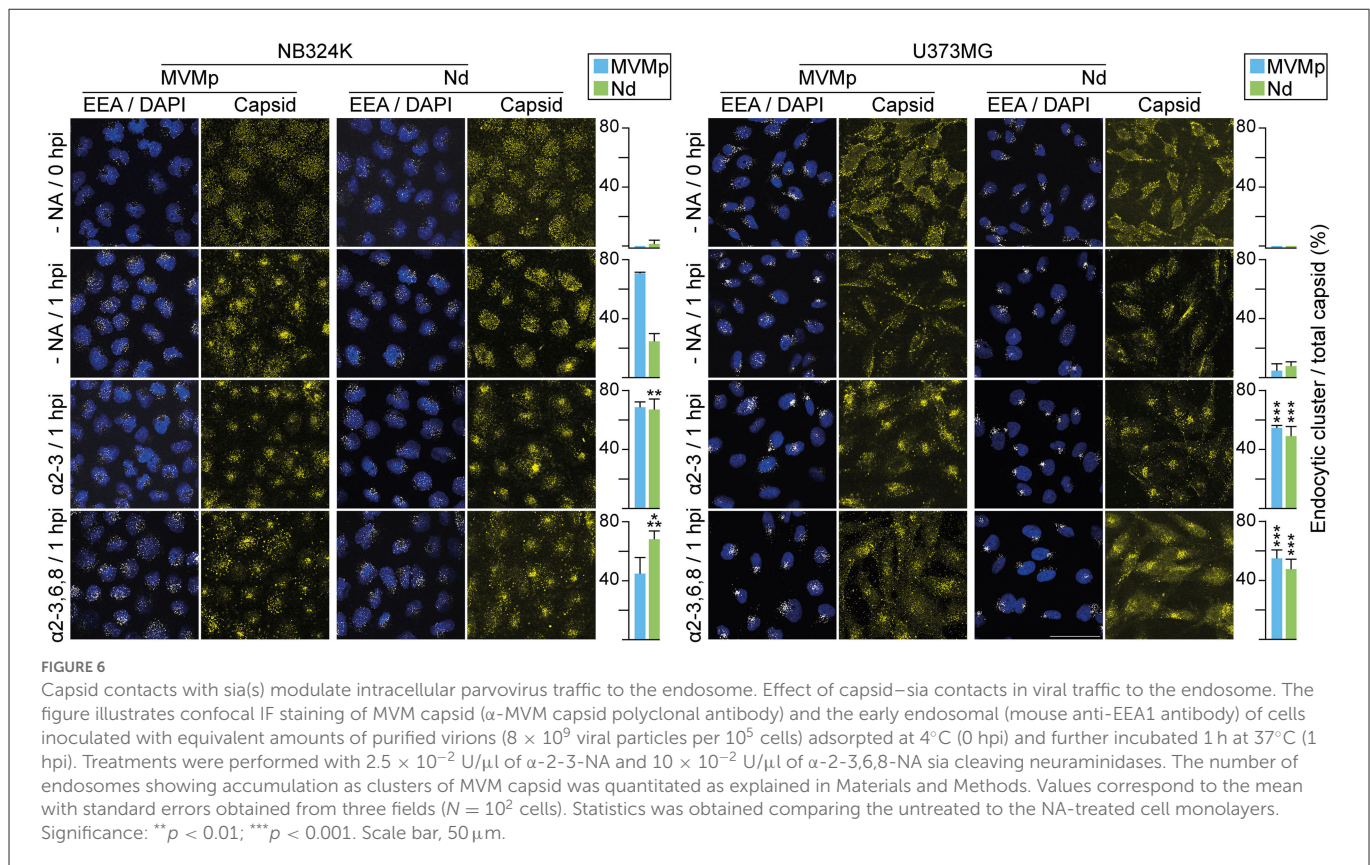 NB324K
MVMp Nd
EEA / DAPI Capsid EEA / DAPI Capsid
MVMp
Nd
U373MG
MVMp Nd
EEA / DAPI Capsid EEA / DAPI Capsid
MVMp
Nd
- NA / 0 hpi
80
40
- NA / 0 hpi
80
40
- NA / 1 hpi
80
40
- NA / 1 hpi
80
40
α2-3 / 1 hpi
80
40
**
α2-3 / 1 hpi
80
40
*** ***
α2-3,6,8 / 1 hpi
80
40
***
α2-3,6,8 / 1 hpi
80
40
*** ***
Endocytic cluster / total capsid (%)
FIGURE 6
Capsid contacts with sia(s) modulate intracellular parvovirus traffic to the endosome. Effect of capsid–sia contacts in viral traffic to the endosome. The
figure illustrates confocal IF staining of MVM capsid (α-MVM capsid polyclonal antibody) and the early endosomal (mouse anti-EEA1 antibody) of cells
inoculated with equivalent amounts of purified virions (8 × 10⁹ viral particles per 10⁵ cells) adsorpted at 4°C (0 hpi) and further incubated 1 h at 37°C (1
hpi). Treatments were performed with 2.5 × 10⁻² U/μl of α-2-3-NA and 10 × 10⁻² U/μl of α-2-3,6,8-NA sia cleaving neuraminidases. The number of
endosomes showing accumulation as clusters of MVM capsid was quantitated as explained in Materials and Methods. Values correspond to the mean
with standard errors obtained from three fields (N = 10² cells). Statistics was obtained comparing the untreated to the NA-treated cell monolayers.
Significance: **p < 0.01; ***p < 0.001. Scale bar, 50 μm.